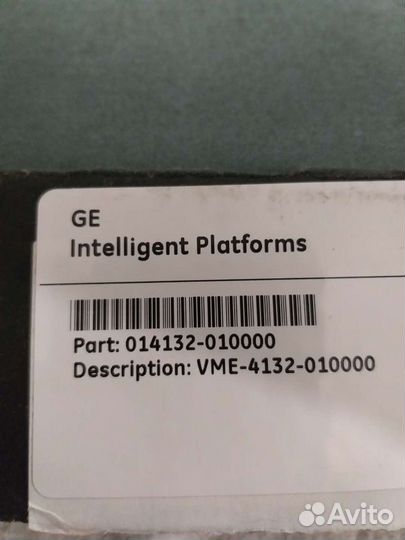 GE
Intelligent Platforms
Part: 014132-010000
Description: VME-4132-010000
Avito